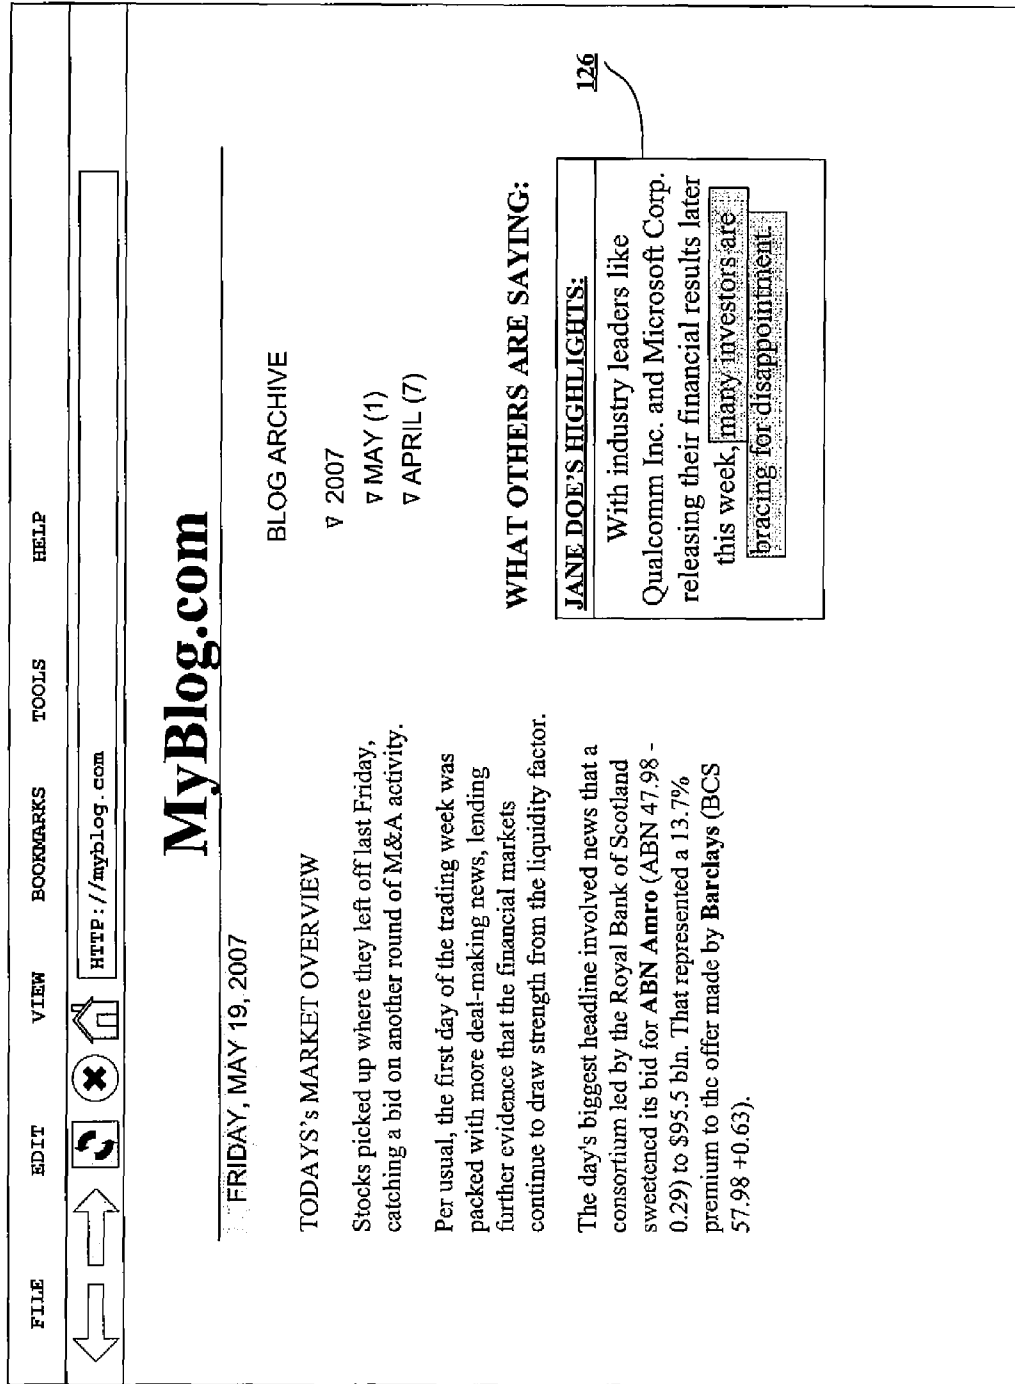 FILE EDIT VIEW BOOKMARKS TOOLS HELP
HTTP://myblog.com
MyBlog.com
FRIDAY, MAY 19, 2007
TODAYS's MARKET OVERVIEW
Stocks picked up where they left off last Friday,
catching a bid on another round of M&A activity.
Per usual, the first day of the trading week was
packed with more deal-making news, lending
further evidence that the financial markets
continue to draw strength from the liquidity factor.
The day's biggest headline involved news that a
consortium led by the Royal Bank of Scotland
sweetened its bid for ABN Amro (ABN 47.98 -
0.29) to $95.5 bln. That represented a 13.7%
premium to the offer made by Barclays (BCS
57.98 +0.63).
BLOG ARCHIVE
∇ 2007
∇ MAY (1)
∇ APRIL (7)
WHAT OTHERS ARE SAYING:
JANE DOE'S HIGHLIGHTS:
With industry leaders like
Qualcomm Inc. and Microsoft Corp.
releasing their financial results later
this week, many investors are
bracing for disappointment.
126